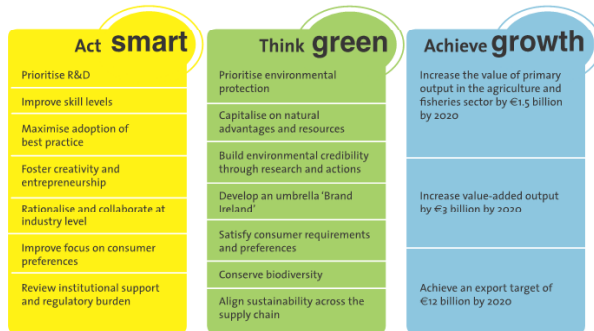 Act smart
Prioritise R&D
Improve skill levels
Maximise adoption of
best practice
Foster creativity and
entrepreneurship
Rationalise and collaborate at
industry level
Improve focus on consumer
preferences
Review institutional support
and regulatory burden
Think green
Prioritise environmental
protection
Capitalise on natural
advantages and resources
Build environmental credibility
through research and actions
Develop an umbrella ‘Brand
Ireland’
Satisfy consumer requirements
and preferences
Conserve biodiversity
Align sustainability across the
supply chain
Achieve growth
Increase the value of primary
output in the agriculture and
fisheries sector by €1.5 billion
by 2020
Increase value-added output
by €3 billion by 2020
Achieve an export target of
€12 billion by 2020